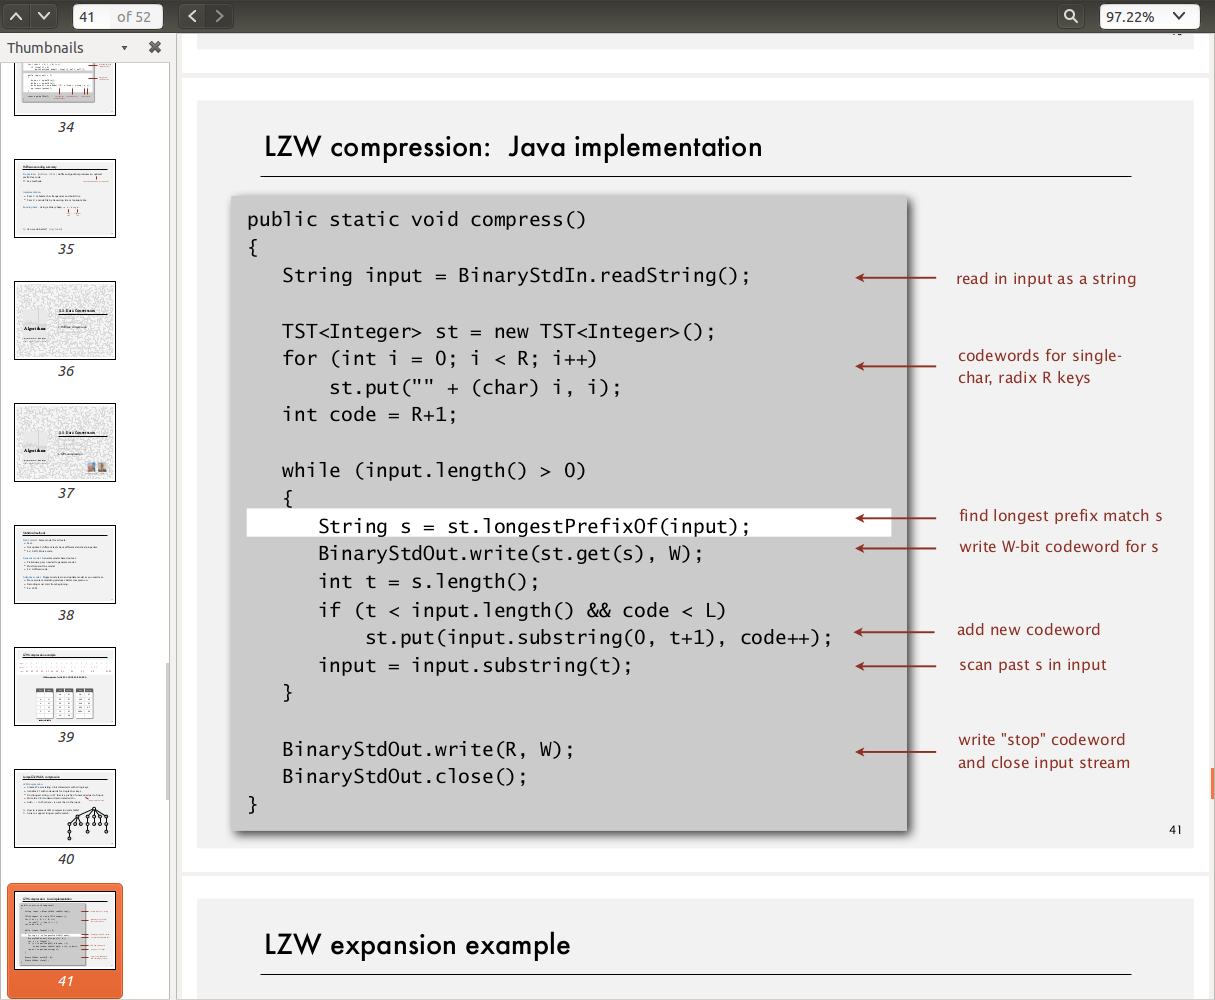 41 of 52
97.22%
Thumbnails
34
35
36
37
38
39
40
41
LZW compression: Java implementation
public static void compress()
{
String input = BinaryStdIn.readString();
read in input as a string
TST<Integer> st = new TST<Integer>();
for (int i = 0; i < R; i++)
codewords for single-
char, radix R keys
st.put("" + (char) i, i);
int code = R+1;
while (input.length() > 0)
{
String s = st.longestPrefixOf(input);
find longest prefix match s
BinaryStdOut.write(st.get(s), W);
write W-bit codeword for s
int t = s.length();
if (t < input.length() && code < L)
st.put(input.substring(0, t+1), code++);
add new codeword
input = input.substring(t);
scan past s in input
}
BinaryStdOut.write(R, W);
write "stop" codeword
and close input stream
BinaryStdOut.close();
}
41
LZW expansion example